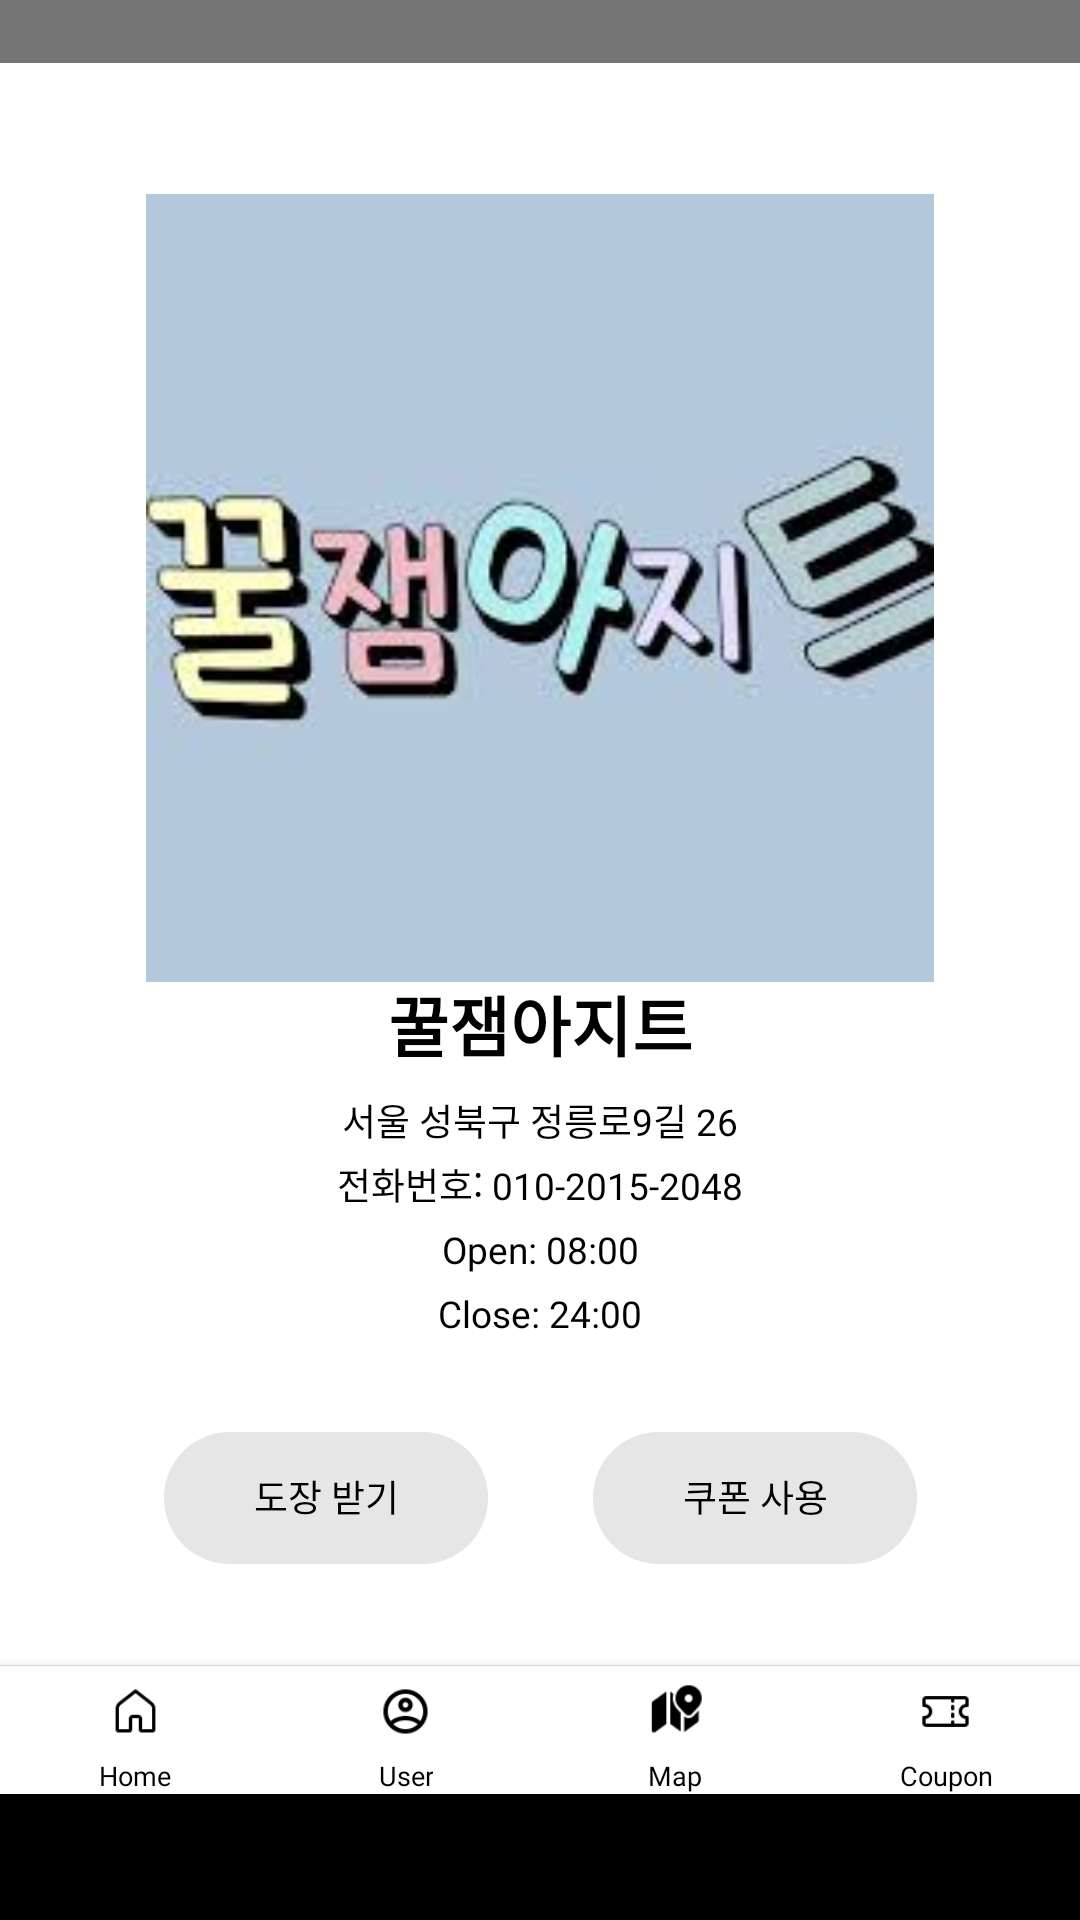 꿀잼아지트
꿀잼아지트
서울 성북구 정릉로9길 26
전화번호: 010-2015-2048
Open: 08:00
Close: 24:00
도장 받기
쿠폰 사용
Home
User
Map
Coupon